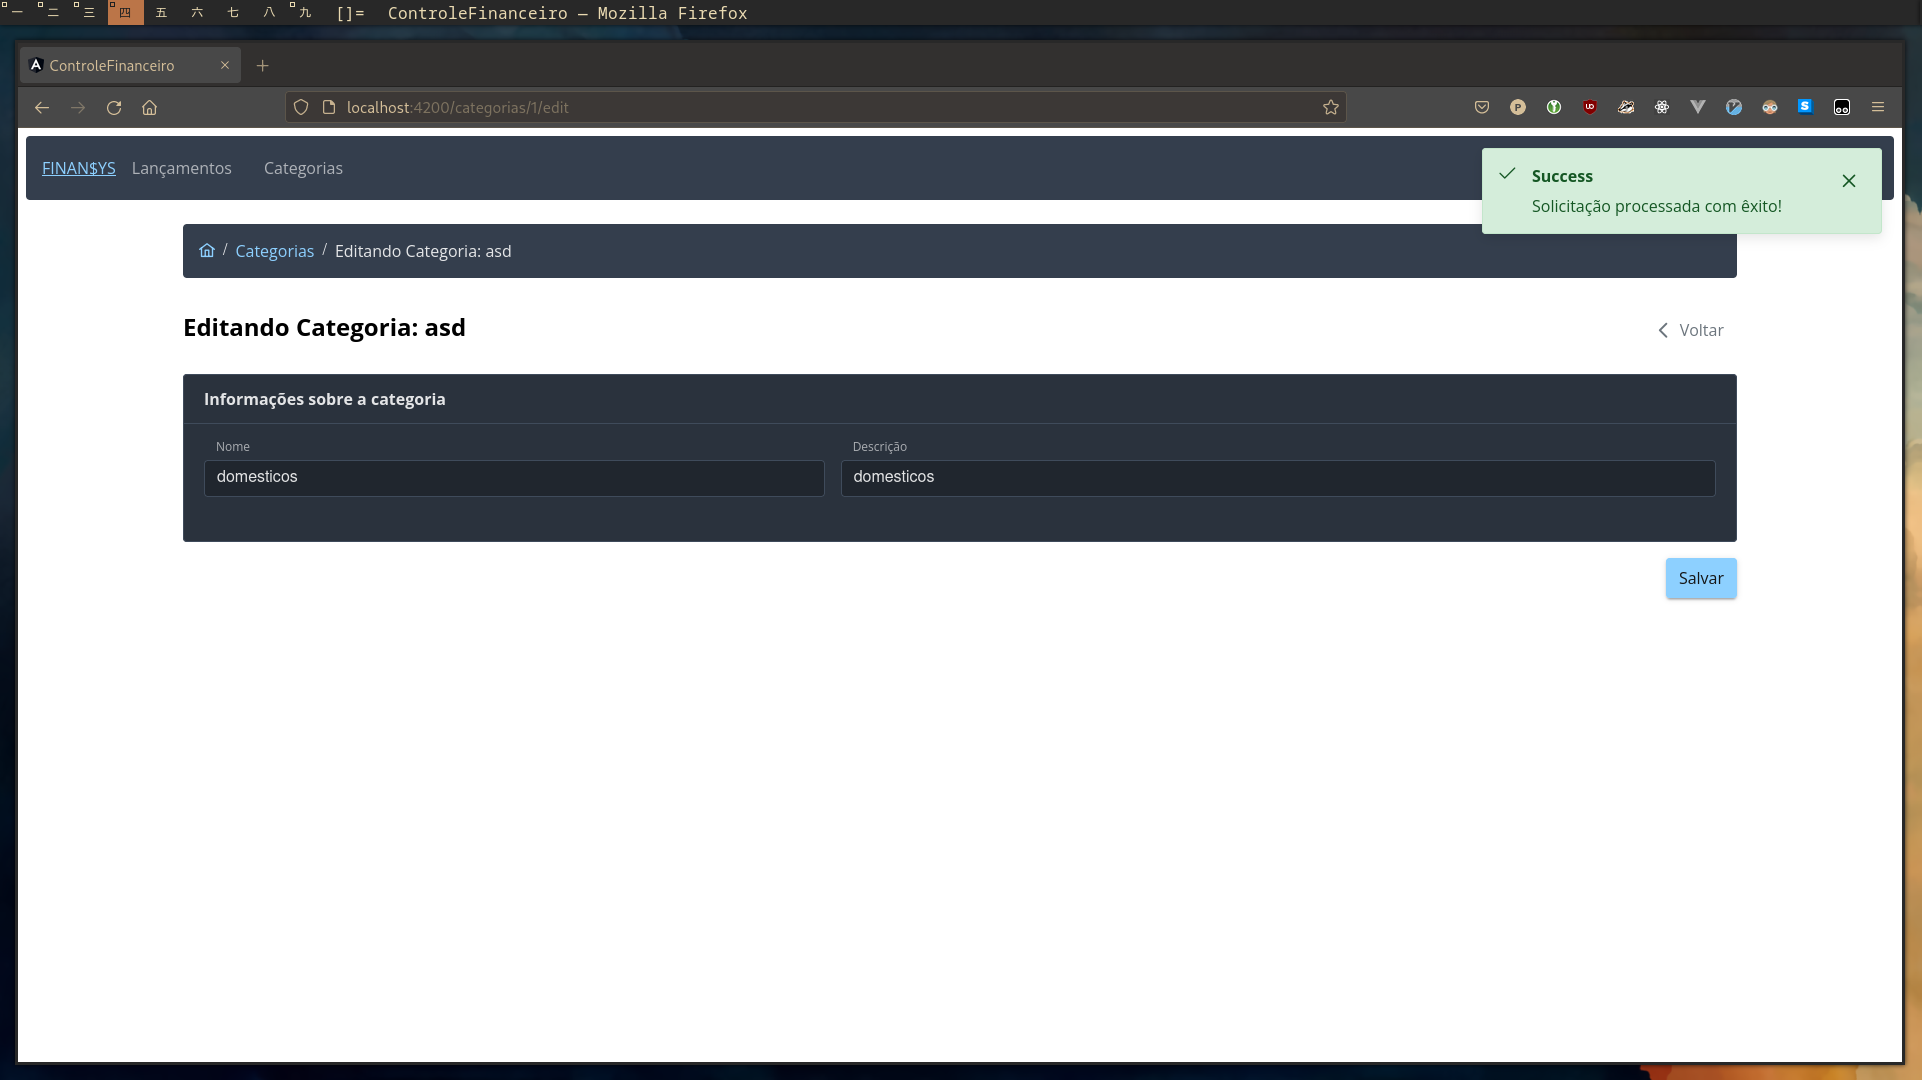 一 二 三 四 五 六 七 八 九 []= ControleFinanceiro — Mozilla Firefox
ControleFinanceiro
localhost:4200/categorias/1/edit
FINAN$YS Lançamentos Categorias
Success
Solicitação processada com êxito!
/ Categorias / Editando Categoria: asd
Editando Categoria: asd
Voltar
Informações sobre a categoria
Nome Descrição
domesticos domesticos
Salvar